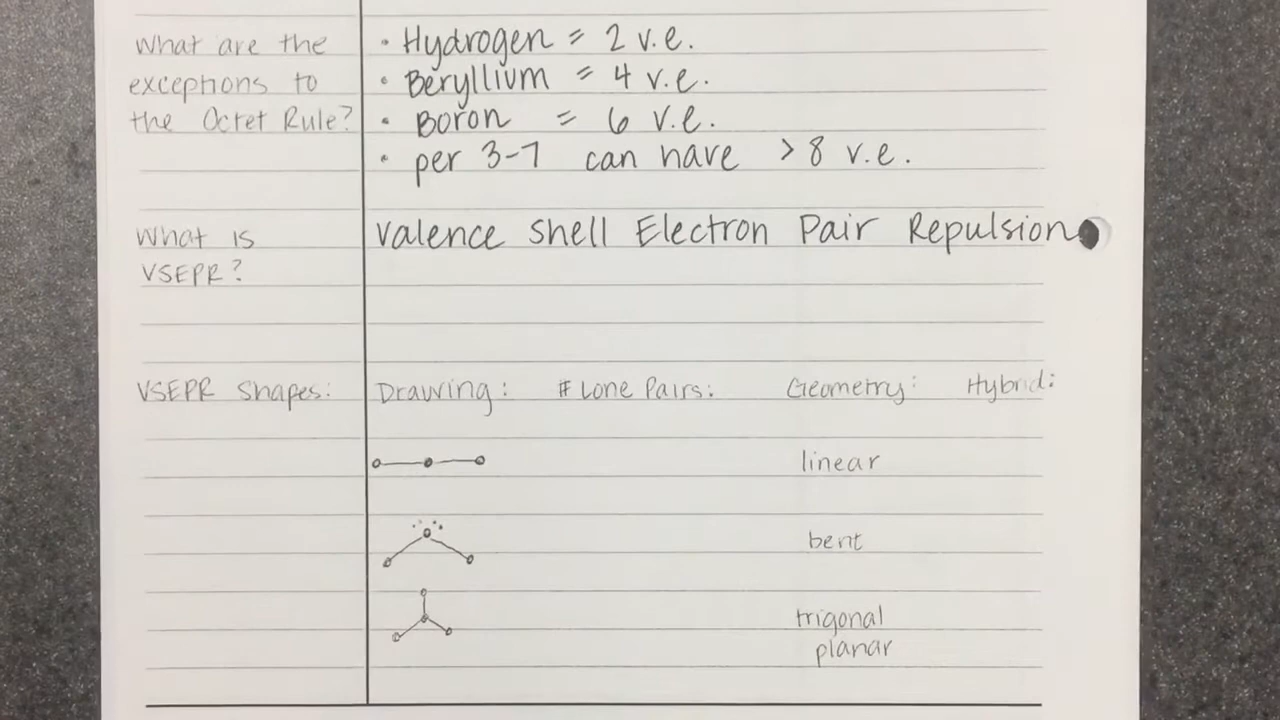 What are the
exceptions to
the Octet Rule?
• Hydrogen = 2 v.e.
• Beryllium = 4 v.e.
• Boron = 6 v.e.
• per 3-7 can have > 8 v.e.
What is
VSEPR?
Valence Shell Electron Pair Repulsion
VSEPR Shapes: Drawing: # Lone Pairs: Geometry: Hybrid:
linear
bent
trigonal
planar